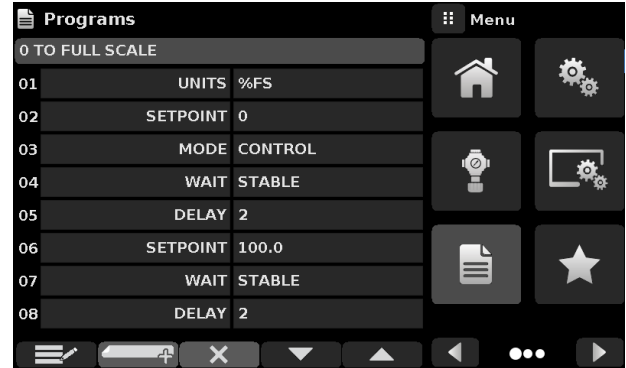 Programs
Menu
0 TO FULL SCALE
01 UNITS %FS
02 SETPOINT 0
03 MODE CONTROL
04 WAIT STABLE
05 DELAY 2
06 SETPOINT 100.0
07 WAIT STABLE
08 DELAY 2